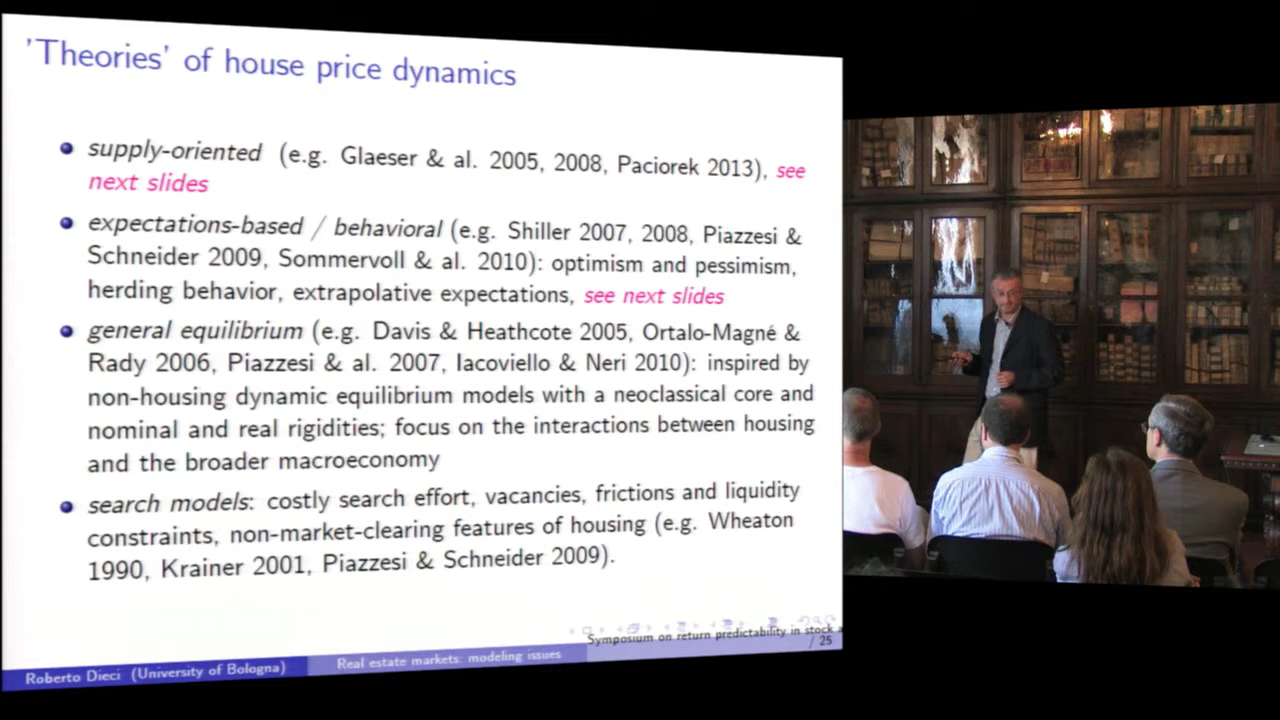 'Theories' of house price dynamics
supply-oriented (e.g. Glaeser & al. 2005, 2008, Paciorek 2013), see
next slides
expectations-based / behavioral (e.g. Shiller 2007, 2008, Piazzesi &
Schneider 2009, Sommervoll & al. 2010): optimism and pessimism,
herding behavior, extrapolative expectations, see next slides
general equilibrium (e.g. Davis & Heathcote 2005, Ortalo-Magné &
Rady 2006, Piazzesi & al. 2007, Iacoviello & Neri 2010): inspired by
non-housing dynamic equilibrium models with a neoclassical core and
nominal and real rigidities; focus on the interactions between housing
and the broader macroeconomy
search models: costly search effort, vacancies, frictions and liquidity
constraints, non-market-clearing features of housing (e.g. Wheaton
1990, Krainer 2001, Piazzesi & Schneider 2009).
Symposium on return predictability in stock a
/ 25
Roberto Dieci (University of Bologna)
Real estate markets: modeling issues